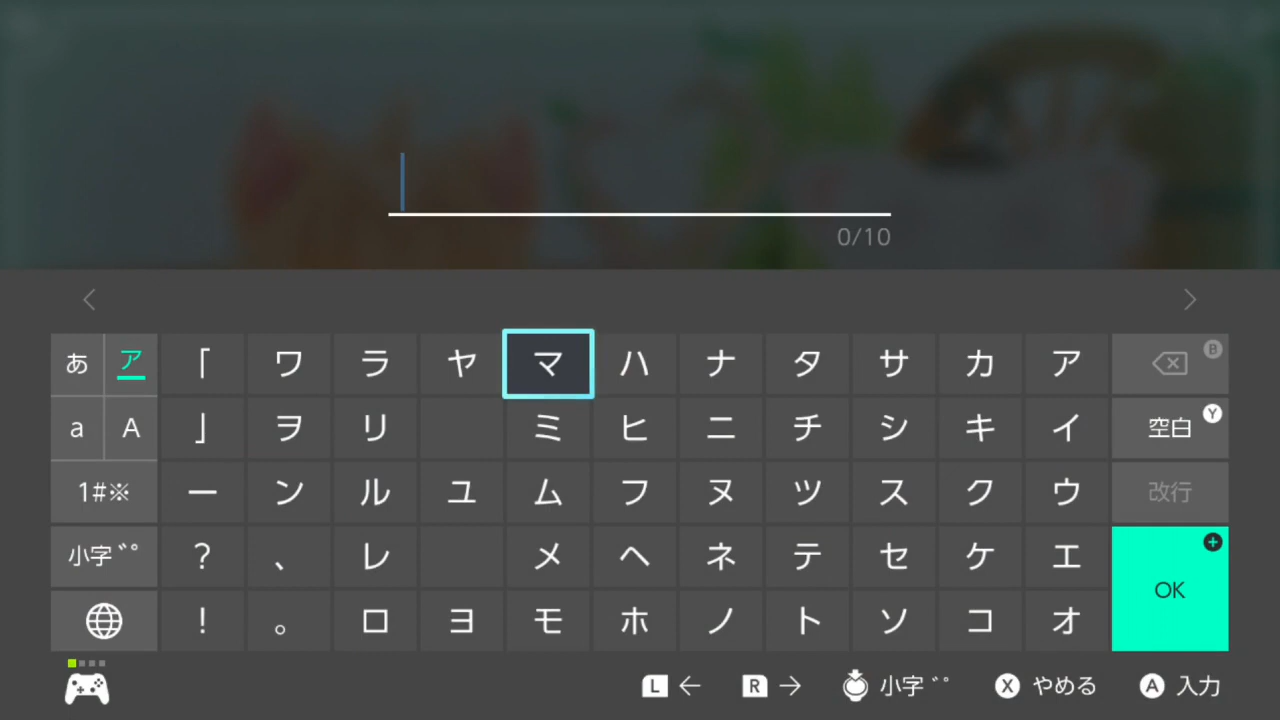 0/10
あ ア 「 ワ ラ ヤ マ ハ ナ タ サ カ ア B
a A 」 ヲ リ ミ ヒ ニ チ シ キ イ 空白 Y
1#※ ー ン ル ユ ム フ ヌ ツ ス ク ウ 改行
小字゛゜ ? 、 レ メ ヘ ネ テ セ ケ エ OK
! 。 ロ ヨ モ ホ ノ ト ソ コ オ
L ← R → 小字゛゜ X やめる A 入力